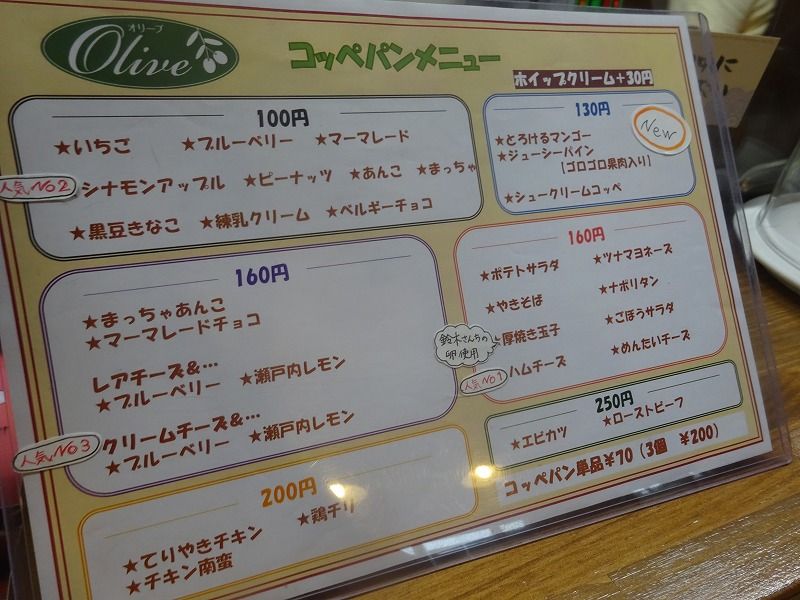 オリーブ
Olive
コッペパンメニュー
ホイップクリーム+30円
100円
★いちご ★ブルーベリー ★マーマレード
人気No2
シナモンアップル ★ピーナッツ ★あんこ ★まっちゃ
★黒豆きなこ ★練乳クリーム ★ベルギーチョコ
130円
New
★とろけるマンゴー
★ジューシーパイン
(ゴロゴロ果肉入り)
★シュークリームコッペ
160円
★まっちゃあんこ
★マーマレードチョコ
レアチーズ&…
★ブルーベリー ★瀬戸内レモン
人気No3
クリームチーズ&…
★ブルーベリー ★瀬戸内レモン
160円
★ポテトサラダ ★ツナマヨネーズ
★やきそば ★ナポリタン
鈴木さんちの
卵使用
★厚焼き玉子 ★ごぼうサラダ
人気No1
ハムチーズ ★めんたいチーズ
200円
★てりやきチキン ★鶏チリ
★チキン南蛮
250円
★エビカツ ★ローストビーフ
コッペパン単品¥70(3個 ¥200)